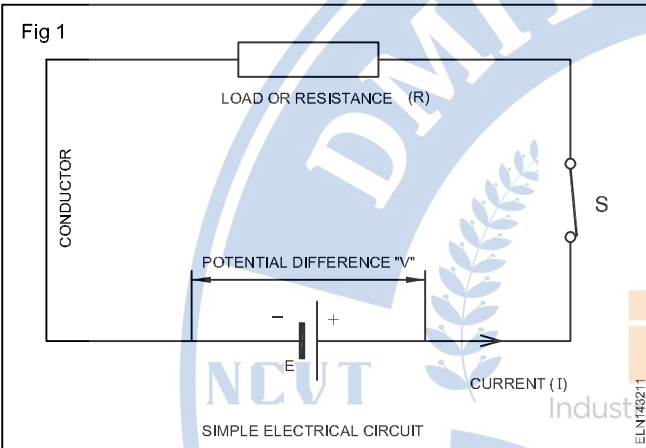 Fig 1
LOAD OR RESISTANCE (R)
CONDUCTOR
S
POTENTIAL DIFFERENCE "V"
- +
E
CURRENT (I)
SIMPLE ELECTRICAL CIRCUIT
ELN143211
NCVT
Indust